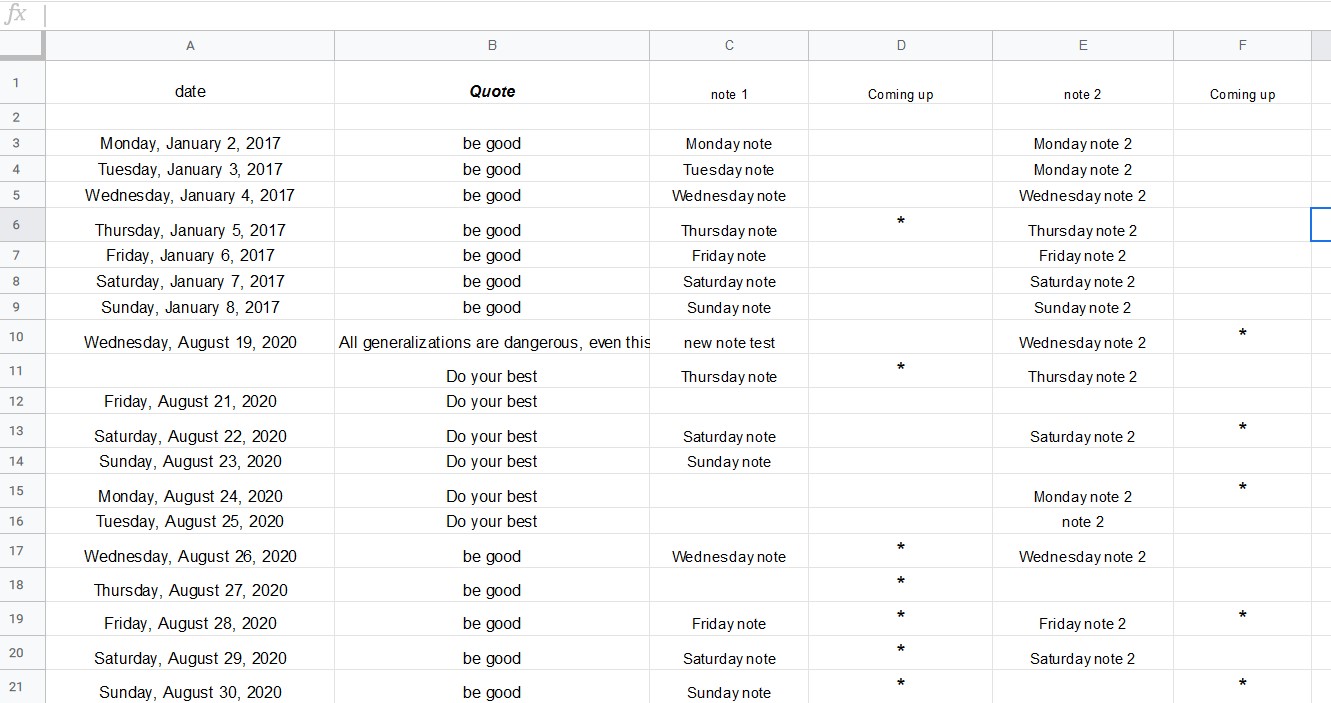 fx
A B C D E F
1 date Quote note 1 Coming up note 2 Coming up
2
3 Monday, January 2, 2017 be good Monday note Monday note 2
4 Tuesday, January 3, 2017 be good Tuesday note Monday note 2
5 Wednesday, January 4, 2017 be good Wednesday note Wednesday note 2
6 Thursday, January 5, 2017 be good Thursday note * Thursday note 2
7 Friday, January 6, 2017 be good Friday note Friday note 2
8 Saturday, January 7, 2017 be good Saturday note Saturday note 2
9 Sunday, January 8, 2017 be good Sunday note Sunday note 2
10 Wednesday, August 19, 2020 All generalizations are dangerous, even this new note test Wednesday note 2 *
11 Do your best Thursday note * Thursday note 2
12 Friday, August 21, 2020 Do your best
13 Saturday, August 22, 2020 Do your best Saturday note Saturday note 2 *
14 Sunday, August 23, 2020 Do your best Sunday note
15 Monday, August 24, 2020 Do your best Monday note 2 *
16 Tuesday, August 25, 2020 Do your best note 2
17 Wednesday, August 26, 2020 be good Wednesday note * Wednesday note 2
18 Thursday, August 27, 2020 be good *
19 Friday, August 28, 2020 be good Friday note * Friday note 2 *
20 Saturday, August 29, 2020 be good Saturday note * Saturday note 2
21 Sunday, August 30, 2020 be good Sunday note * *